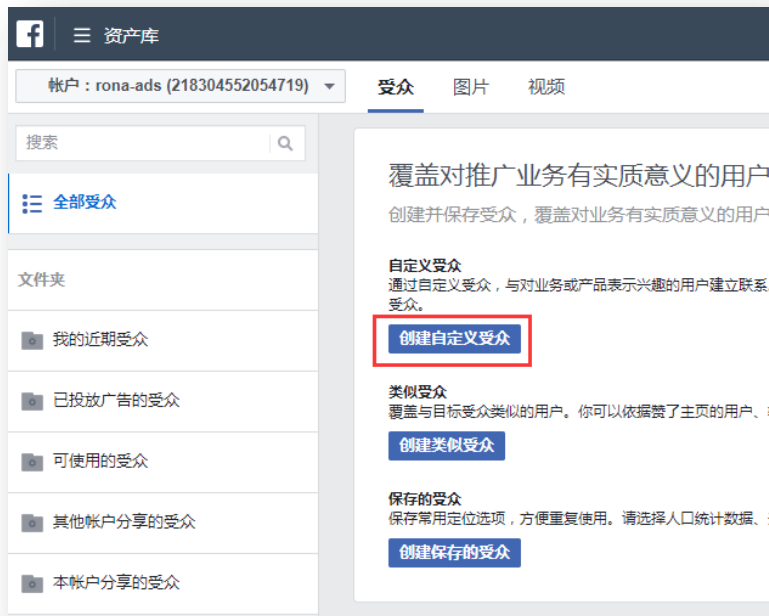 资产库
帐户：rona-ads (218304552054719)
受众 图片 视频
搜索
全部受众
文件夹
我的近期受众
已投放广告的受众
可使用的受众
其他帐户分享的受众
本帐户分享的受众
覆盖对推广业务有实质意义的用户
创建并保存受众，覆盖对业务有实质意义的用户
自定义受众
通过自定义受众，与对业务或产品表示兴趣的用户建立联系
受众。
创建自定义受众
类似受众
覆盖与目标受众类似的用户。你可以依据赞了主页的用户、
创建类似受众
保存的受众
保存常用定位选项，方便重复使用。请选择人口统计数据、
创建保存的受众